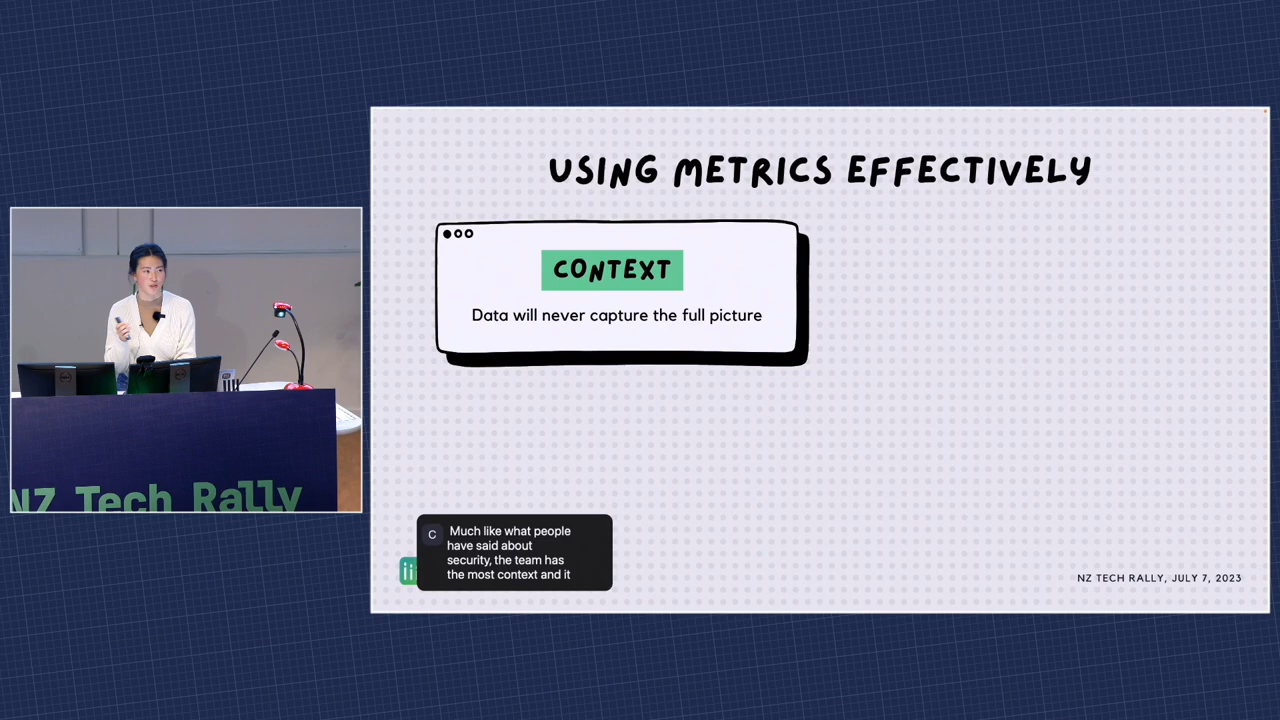 USING METRICS EFFECTIVELY
CONTEXT
Data will never capture the full picture
NZ Tech Rally
C
Much like what people
have said about
security, the team has
the most context and it
NZ TECH RALLY, JULY 7, 2023